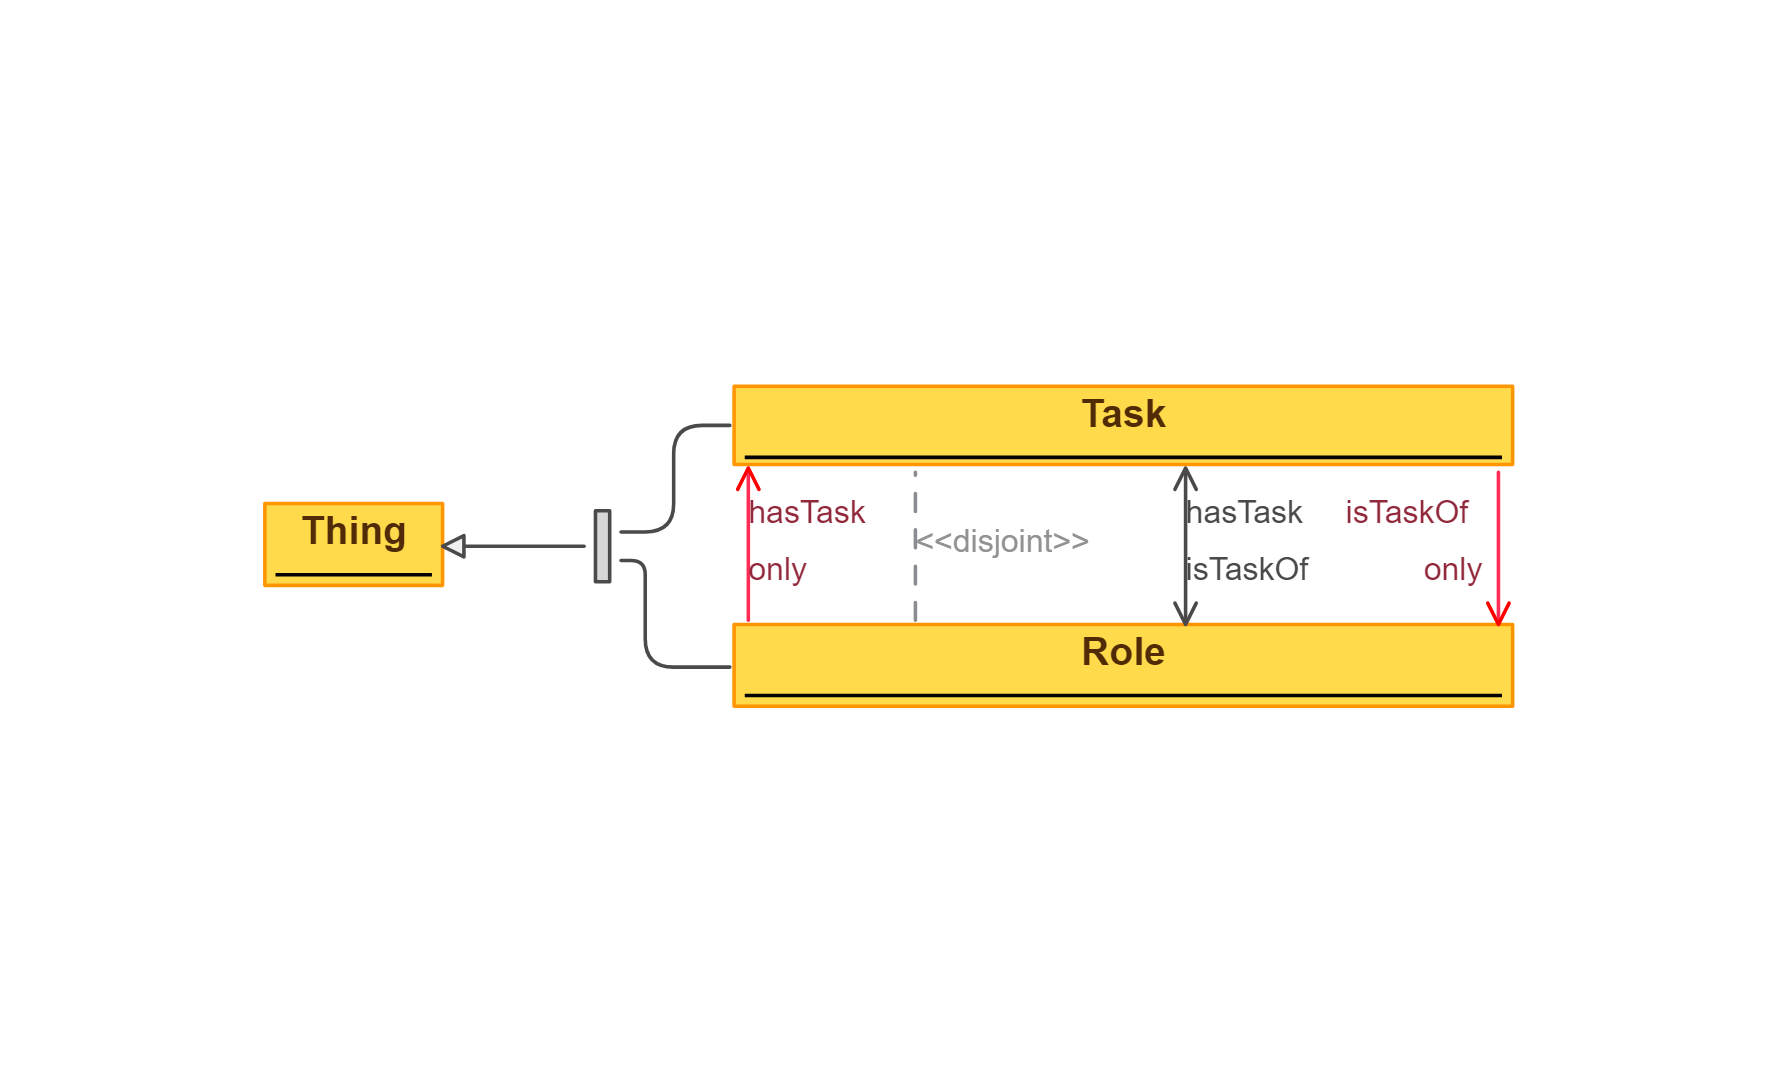 Task
hasTask
hasTask
isTaskOf
<<disjoint>>
Thing
only
isTaskOf
only
Role